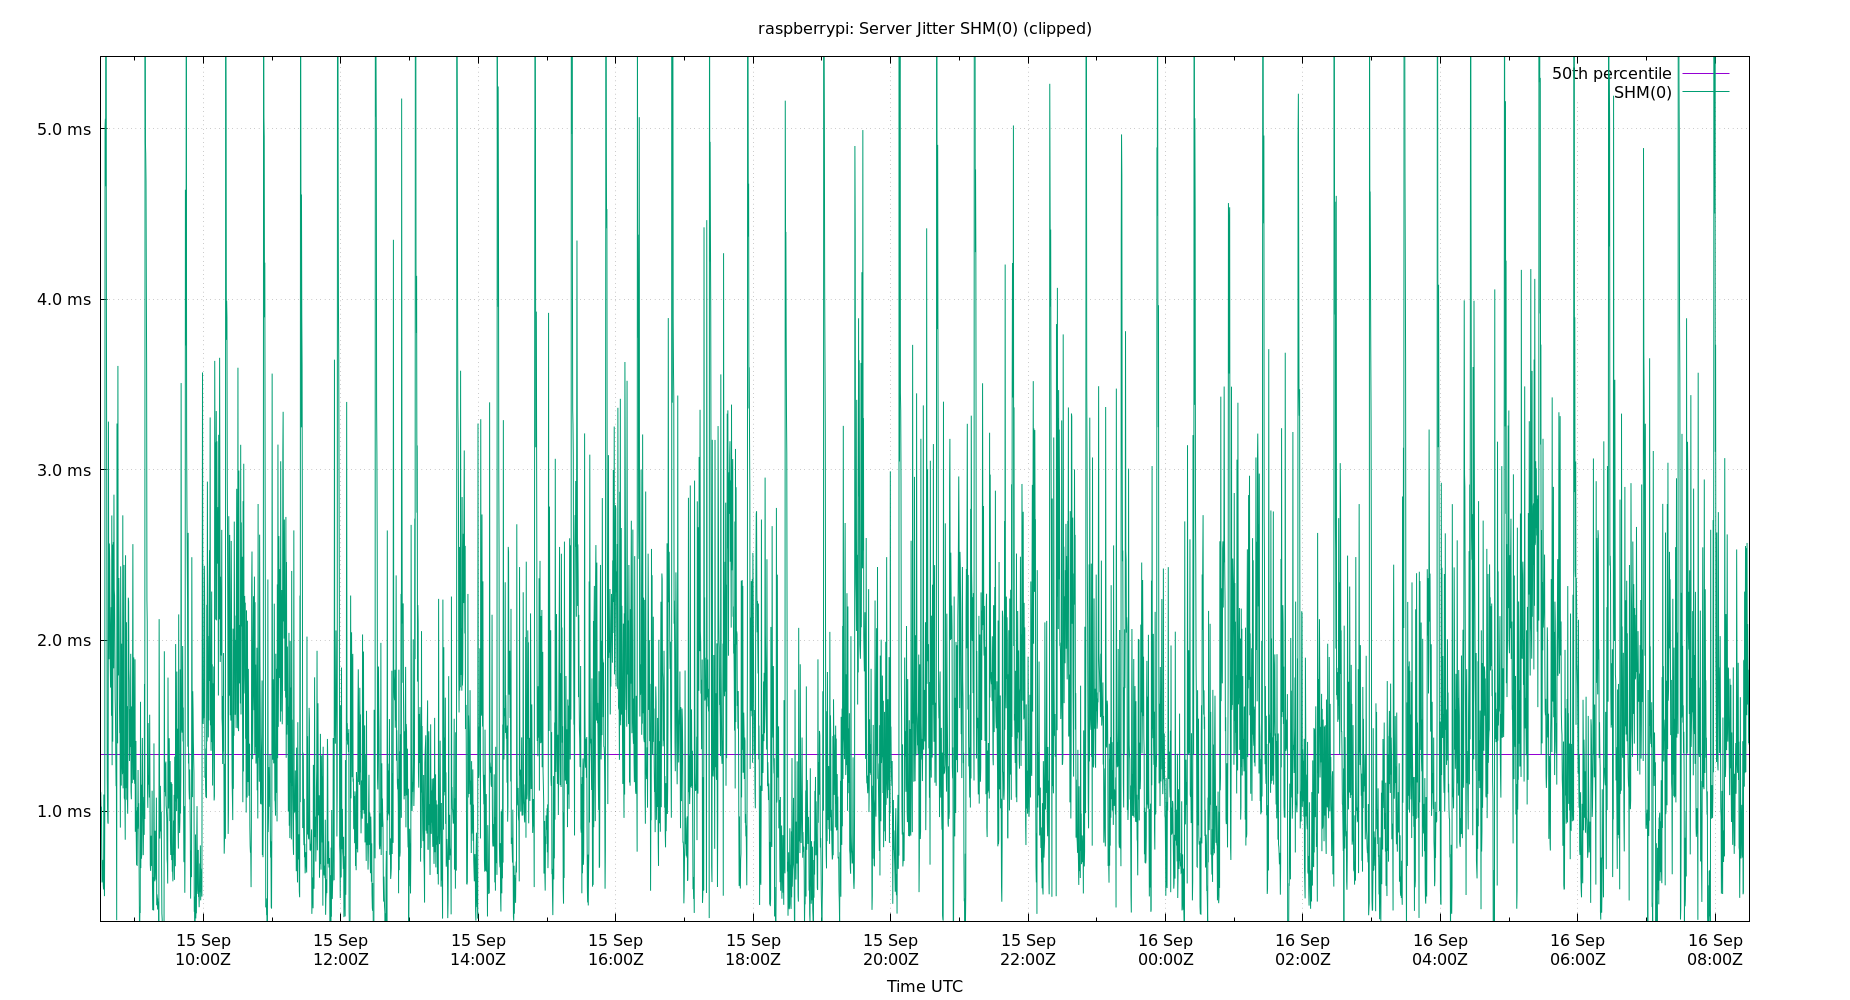 raspberrypi: Server Jitter SHM(0) (clipped)
50th percentile
SHM(0)
5.0 ms
4.0 ms
3.0 ms
2.0 ms
1.0 ms
15 Sep 15 Sep 15 Sep 15 Sep 15 Sep 15 Sep 15 Sep 16 Sep 16 Sep 16 Sep 16 Sep 16 Sep
10:00Z 12:00Z 14:00Z 16:00Z 18:00Z 20:00Z 22:00Z 00:00Z 02:00Z 04:00Z 06:00Z 08:00Z
Time UTC